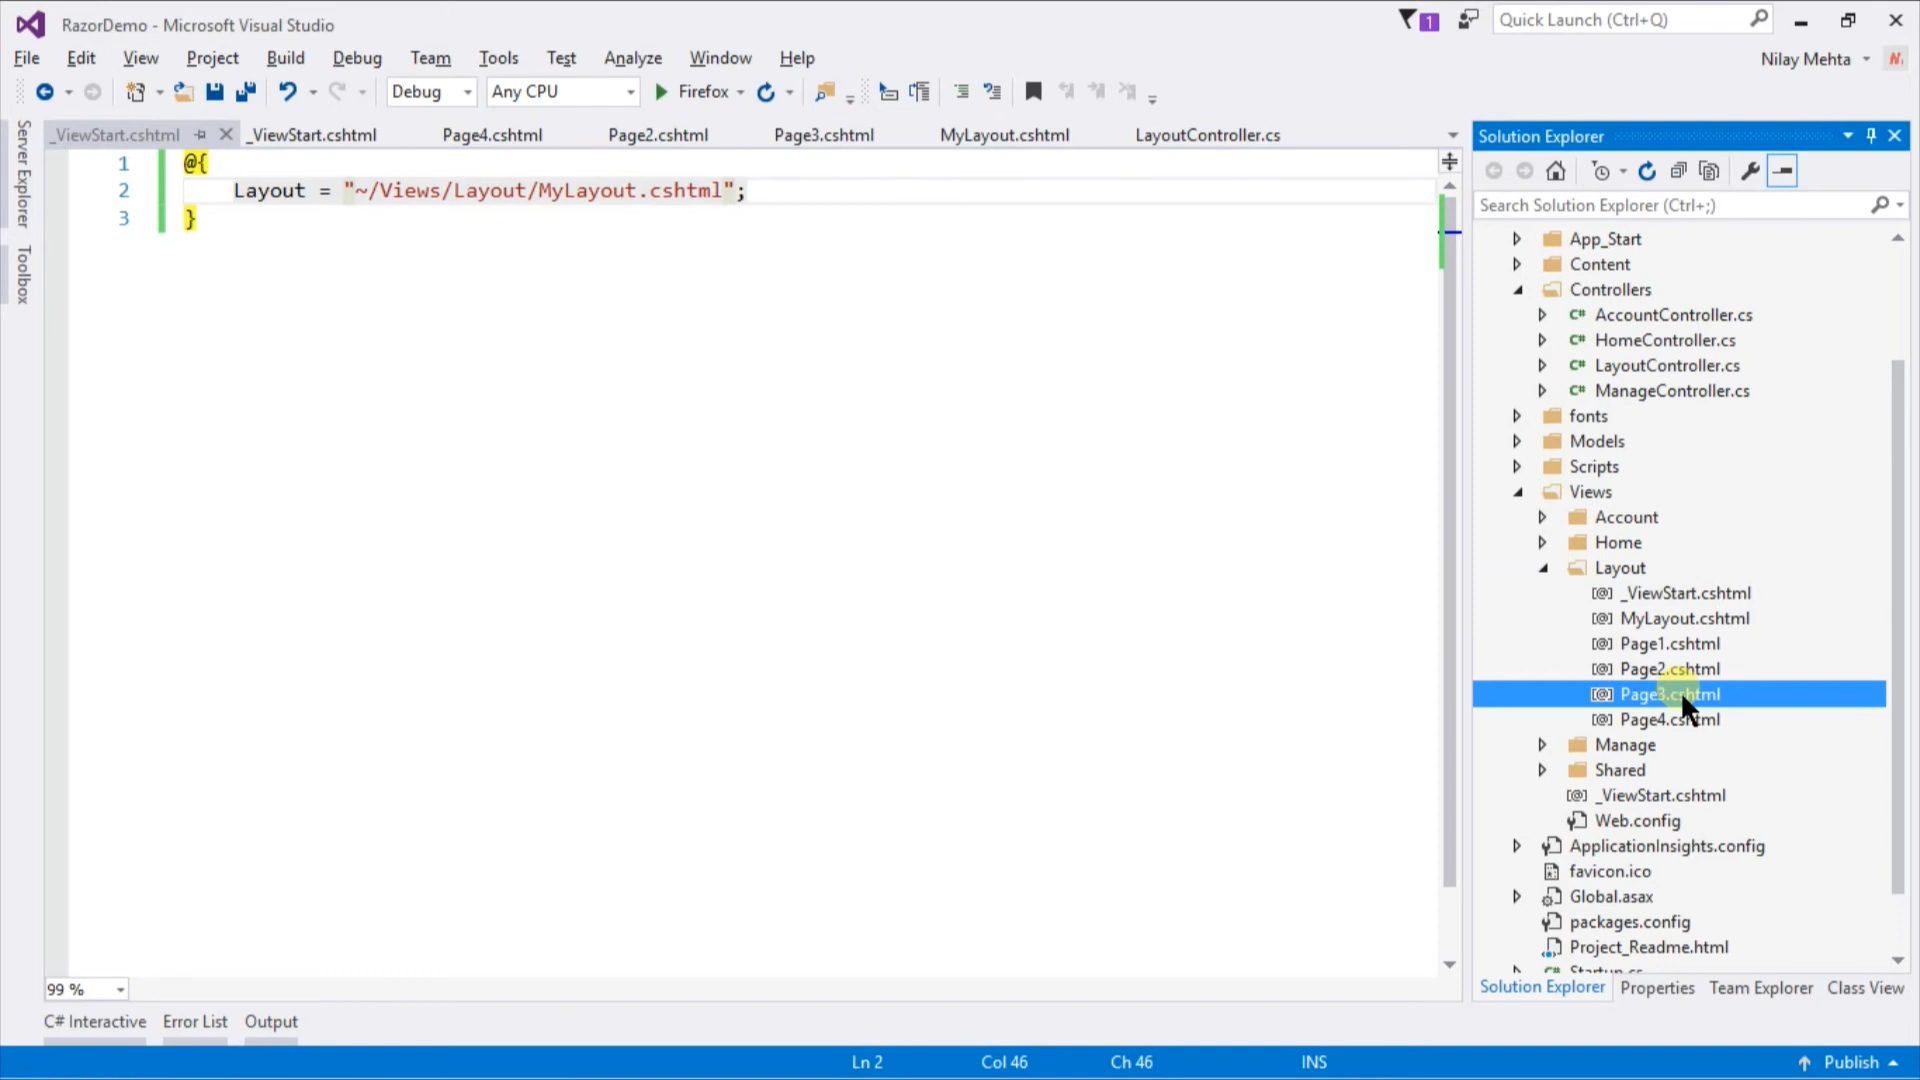 RazorDemo - Microsoft Visual Studio
1
Quick Launch (Ctrl+Q)
File Edit View Project Build Debug Team Tools Test Analyze Window Help
Nilay Mehta
N.
Debug Any CPU Firefox
Server Explorer
Toolbox
_ViewStart.cshtml _ViewStart.cshtml Page4.cshtml Page2.cshtml Page3.cshtml MyLayout.cshtml LayoutController.cs
1 @{
2 Layout = "~/Views/Layout/MyLayout.cshtml";
3 }
Solution Explorer
Search Solution Explorer (Ctrl+;)
App_Start
Content
Controllers
C# AccountController.cs
C# HomeController.cs
C# LayoutController.cs
C# ManageController.cs
fonts
Models
Scripts
Views
Account
Home
Layout
[@] _ViewStart.cshtml
[@] MyLayout.cshtml
[@] Page1.cshtml
[@] Page2.cshtml
[@] Page3.cshtml
[@] Page4.cshtml
Manage
Shared
[@] _ViewStart.cshtml
Web.config
ApplicationInsights.config
favicon.ico
Global.asax
packages.config
Project_Readme.html
C# Startup.cs
99 %
Solution Explorer Properties Team Explorer Class View
C# Interactive Error List Output
Ln 2 Col 46 Ch 46 INS Publish